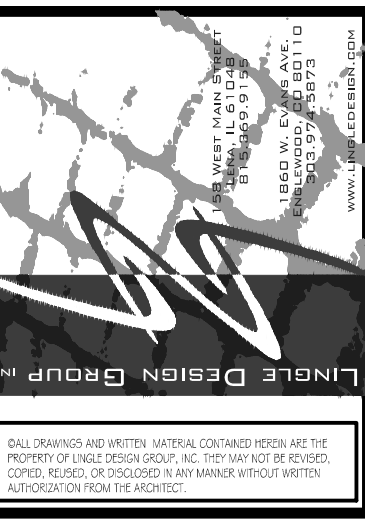 158 WEST MAIN STREET
LENA, IL 61048
815.369.9155
1860 W. EVANS AVE.
ENGLEWOOD, CO 80110
303.974.5873
WWW.LINGLEDESIGN.COM
LINGLE DESIGN GROUP IN
©ALL DRAWINGS AND WRITTEN MATERIAL CONTAINED HEREIN ARE THE
PROPERTY OF LINGLE DESIGN GROUP, INC. THEY MAY NOT BE REVISED,
COPIED, REUSED, OR DISCLOSED IN ANY MANNER WITHOUT WRITTEN
AUTHORIZATION FROM THE ARCHITECT.